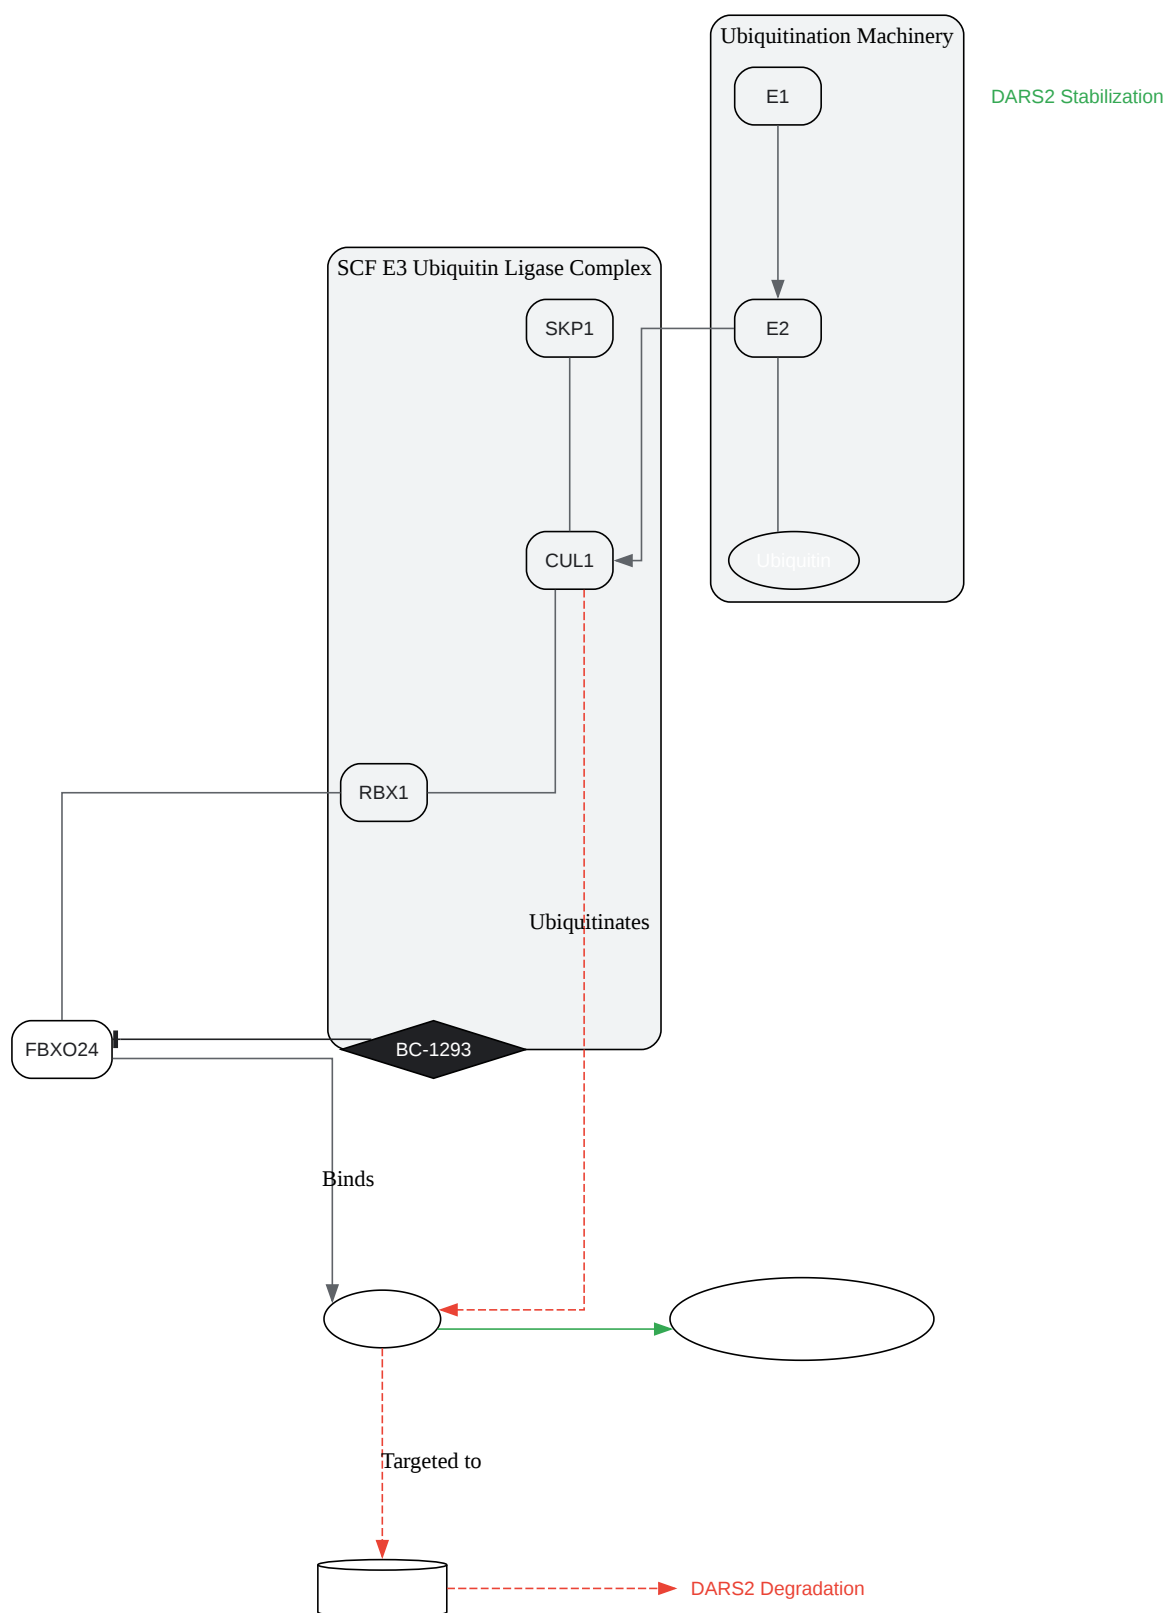 Ubiquitination Machinery
E1
DARS2 Stabilization
SCF E3 Ubiquitin Ligase Complex
SKP1
E2
CUL1
Ubiquitin
RBX1
Ubiquitinates
FBXO24
BC-1293
Binds
Targeted to
DARS2 Degradation